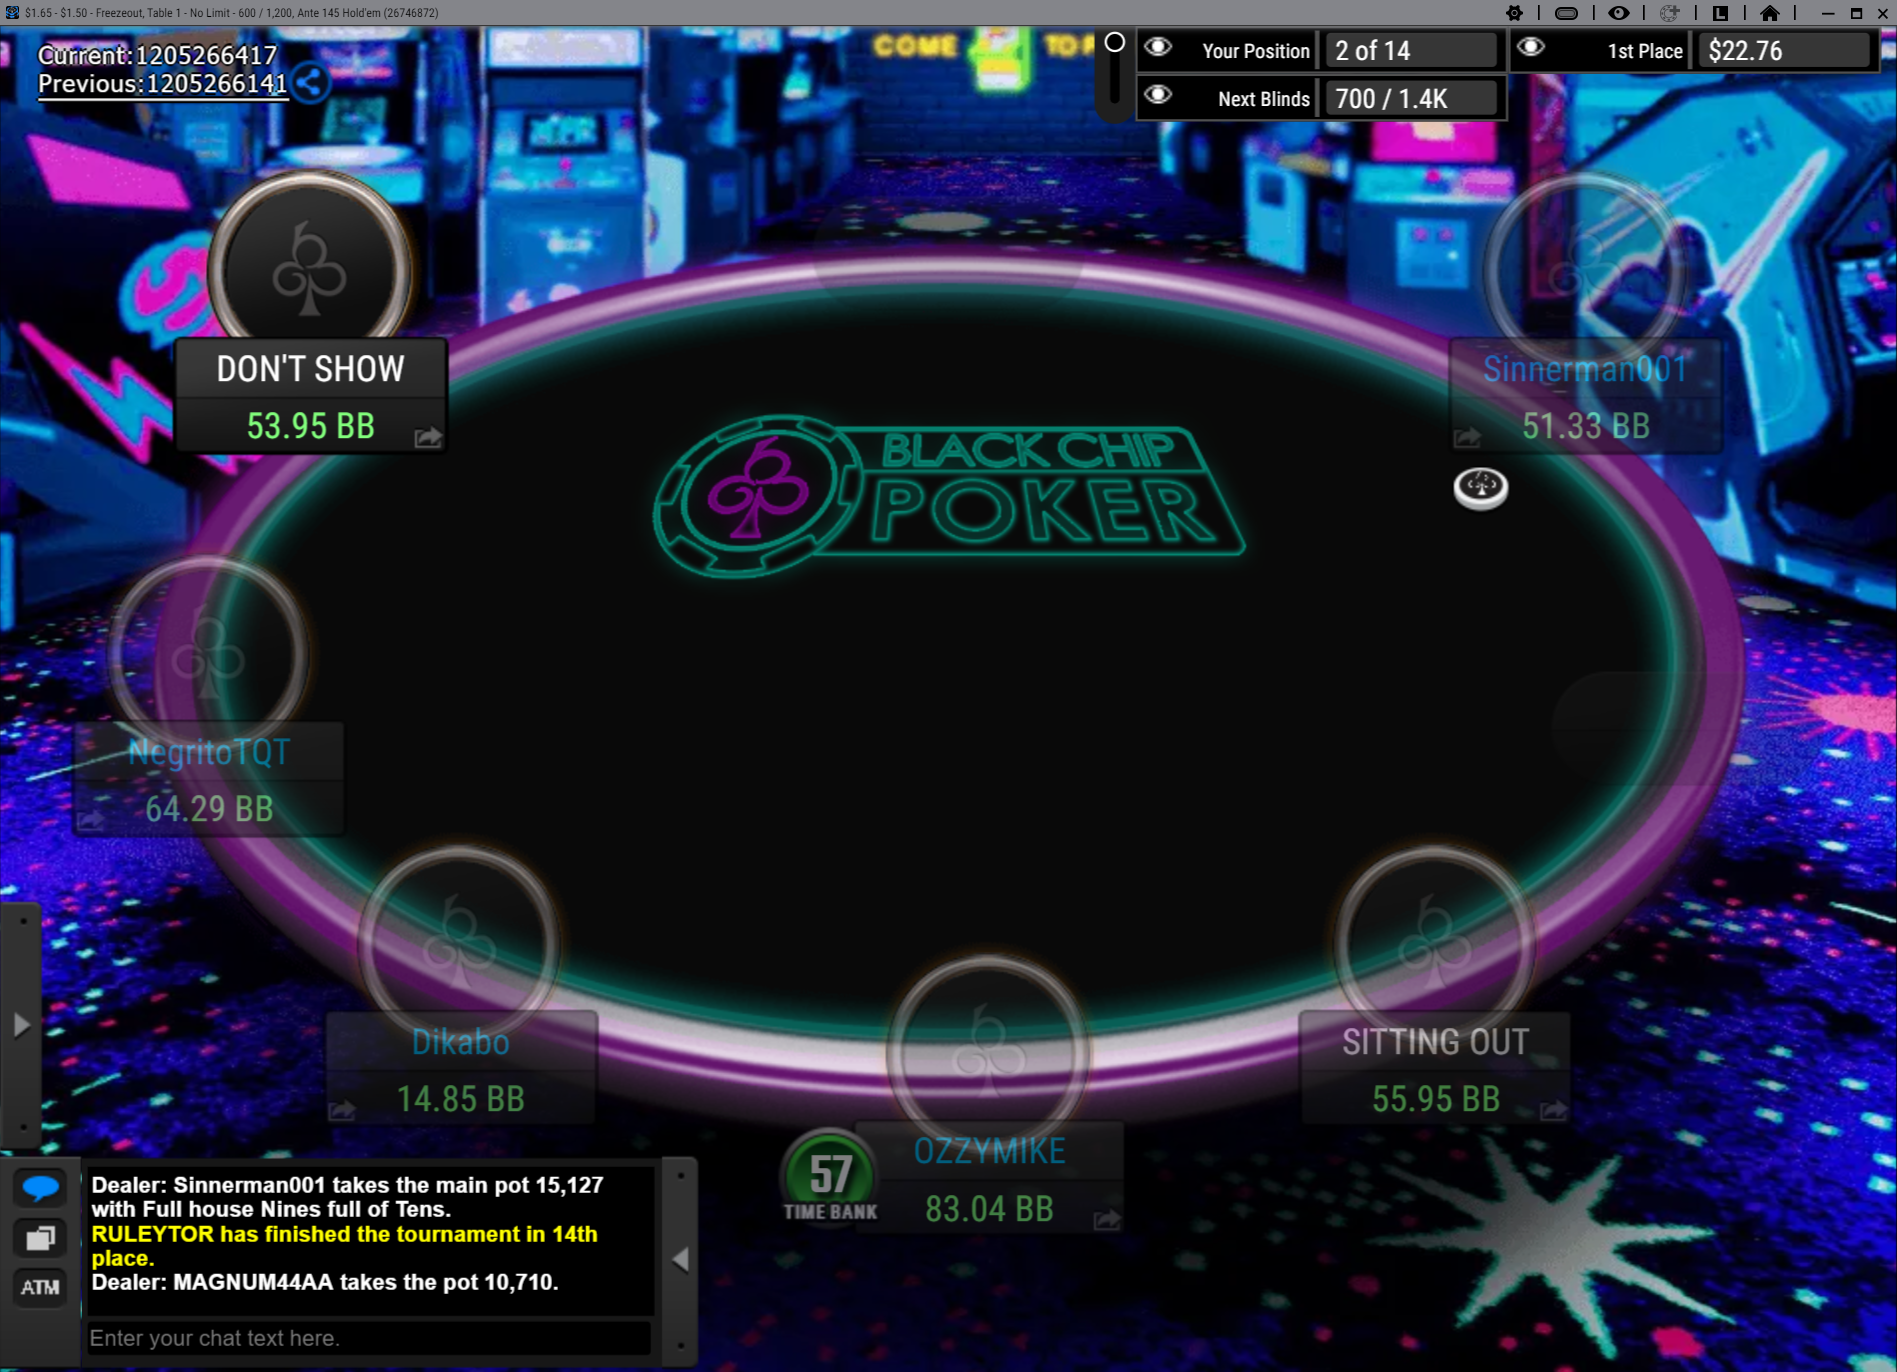 $1.65 - $1.50 - Freezeout, Table 1 - No Limit - 600 / 1,200, Ante 145 Hold'em (26746872)
Current:1205266417
Previous:1205266141
COME
TO
Your Position
2 of 14
1st Place
$22.76
Next Blinds
700 / 1.4K
DON'T SHOW
53.95 BB
Sinnerman001
51.33 BB
BLACK CHIP
POKER
NegritoTQT
64.29 BB
Dikabo
14.85 BB
SITTING OUT
55.95 BB
57
TIME BANK
OZZYMIKE
83.04 BB
Dealer: Sinnerman001 takes the main pot 15,127
with Full house Nines full of Tens.
RULEYTOR has finished the tournament in 14th
place.
Dealer: MAGNUM44AA takes the pot 10,710.
ATM
Enter your chat text here.